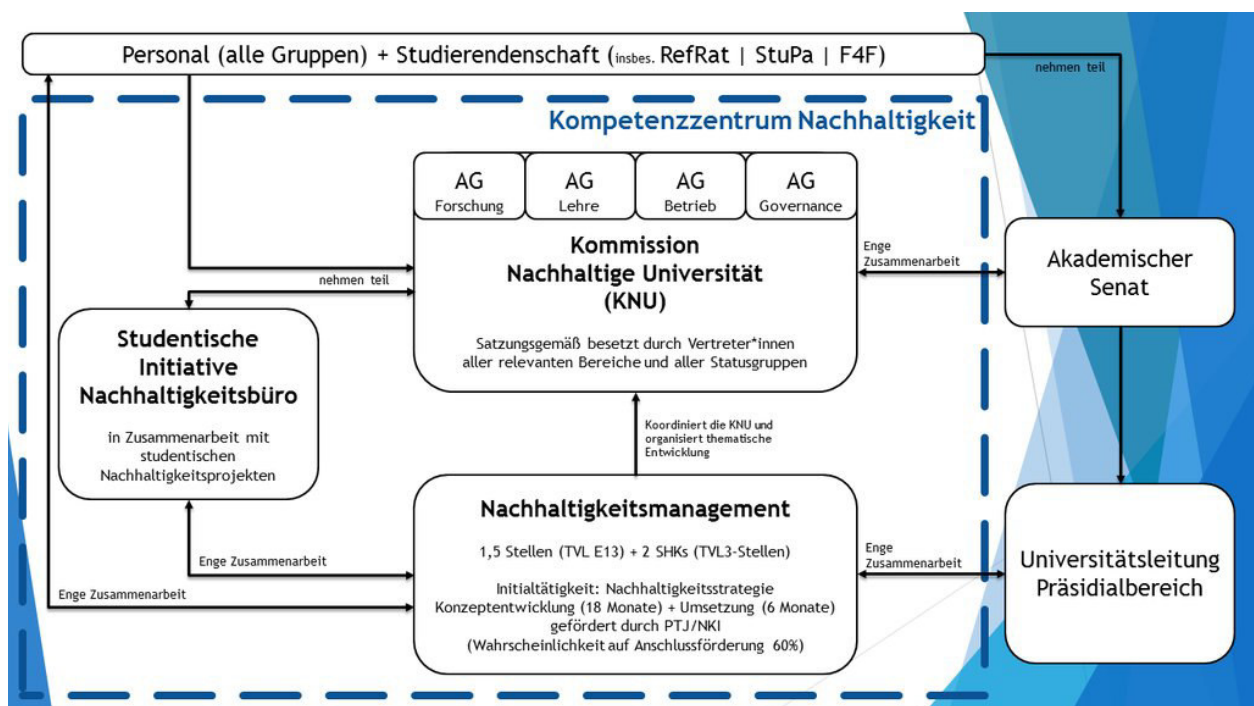 Personal (alle Gruppen) + Studierendenschaft (insbes. RefRat | StuPa | F4F)
nehmen teil
Kompetenzzentrum Nachhaltigkeit
AG
Forschung
AG
Lehre
AG
Betrieb
AG
Governance
Kommission
Nachhaltige Universität
(KNU)
Satzungsgemäß besetzt durch Vertreter*innen
aller relevanten Bereiche und aller Statusgruppen
Enge
Zusammenarbeit
Akademischer
Senat
nehmen teil
Studentische
Initiative
Nachhaltigkeitsbüro
in Zusammenarbeit mit
studentischen
Nachhaltigkeitsprojekten
Koordiniert die KNU und
organisiert thematische
Entwicklung
Nachhaltigkeitsmanagement
1,5 Stellen (TVL E13) + 2 SHKs (TVL3-Stellen)
Initialtätigkeit: Nachhaltigkeitsstrategie
Konzeptentwicklung (18 Monate) + Umsetzung (6 Monate)
gefördert durch PTJ/NKI
(Wahrscheinlichkeit auf Anschlussförderung 60%)
Enge Zusammenarbeit
Enge Zusammenarbeit
Enge
Zusammenarbeit
Universitätsleitung
Präsidialbereich